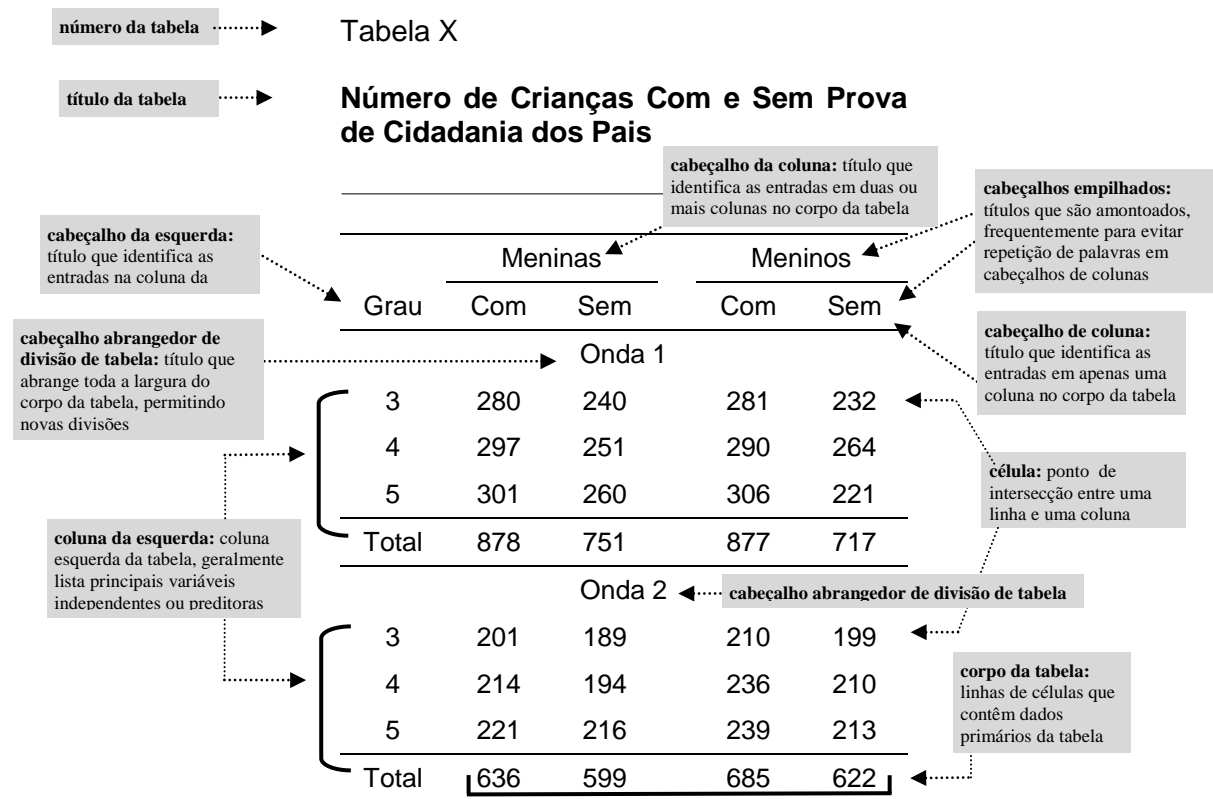 número da tabela
Tabela X
título da tabela
Número de Crianças Com e Sem Prova
de Cidadania dos Pais
cabeçalho da coluna: título que
identifica as entradas em duas ou
mais colunas no corpo da tabela
cabeçalhos empilhados:
títulos que são amontoados,
frequentemente para evitar
repetição de palavras em
cabeçalhos de colunas
cabeçalho da esquerda:
título que identifica as
entradas na coluna da
Meninas Meninos
Grau Com Sem Com Sem
cabeçalho de coluna:
título que identifica as
entradas em apenas uma
coluna no corpo da tabela
cabeçalho abrangedor de
divisão de tabela: título que
abrange toda a largura do
corpo da tabela, permitindo
novas divisões
Onda 1
3 280 240 281 232
4 297 251 290 264
5 301 260 306 221
Total 878 751 877 717
célula: ponto de
intersecção entre uma
linha e uma coluna
coluna da esquerda: coluna
esquerda da tabela, geralmente
lista principais variáveis
independentes ou preditoras
Onda 2
cabeçalho abrangedor de divisão de tabela
3 201 189 210 199
4 214 194 236 210
5 221 216 239 213
Total 636 599 685 622
corpo da tabela:
linhas de células que
contêm dados
primários da tabela